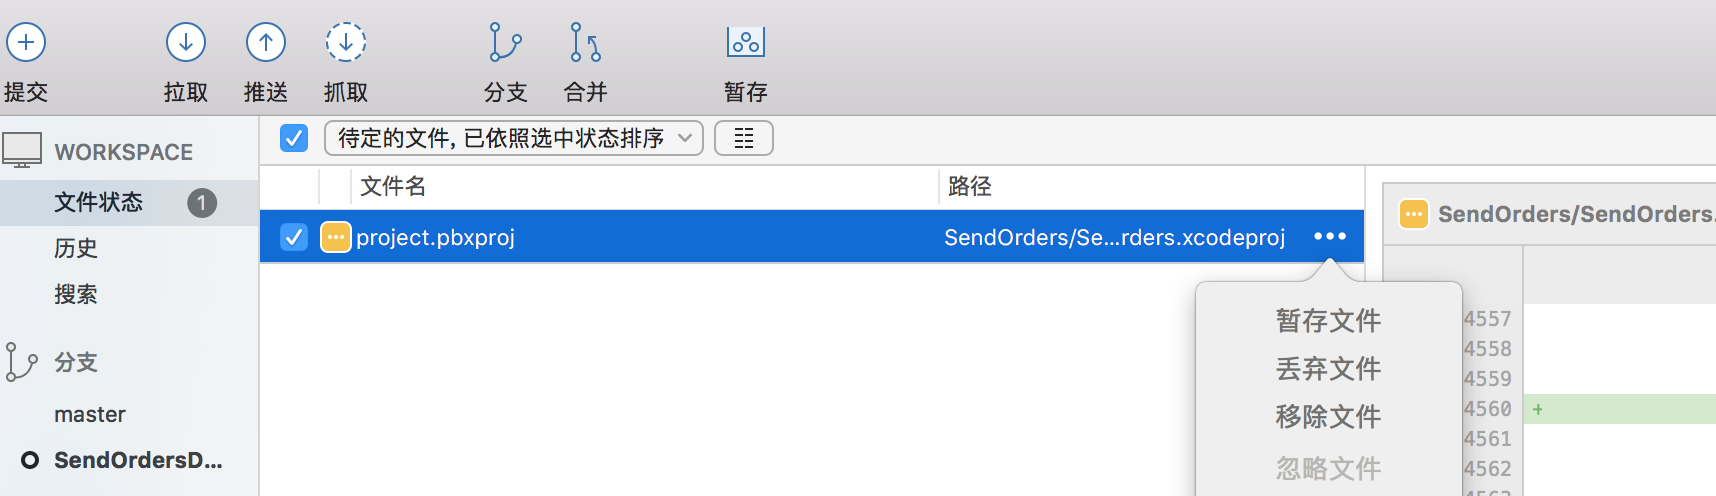 提交 拉取 推送 抓取 分支 合并 暂存
WORKSPACE
文件状态 1
历史
搜索
分支
master
SendOrdersD...
待定的文件, 已依照选中状态排序
文件名 路径
project.pbxproj SendOrders/Se...rders.xcodeproj
暂存文件
丢弃文件
移除文件
忽略文件
SendOrders/SendOrders.
4557
4558
4559
4560 +
4561
4562